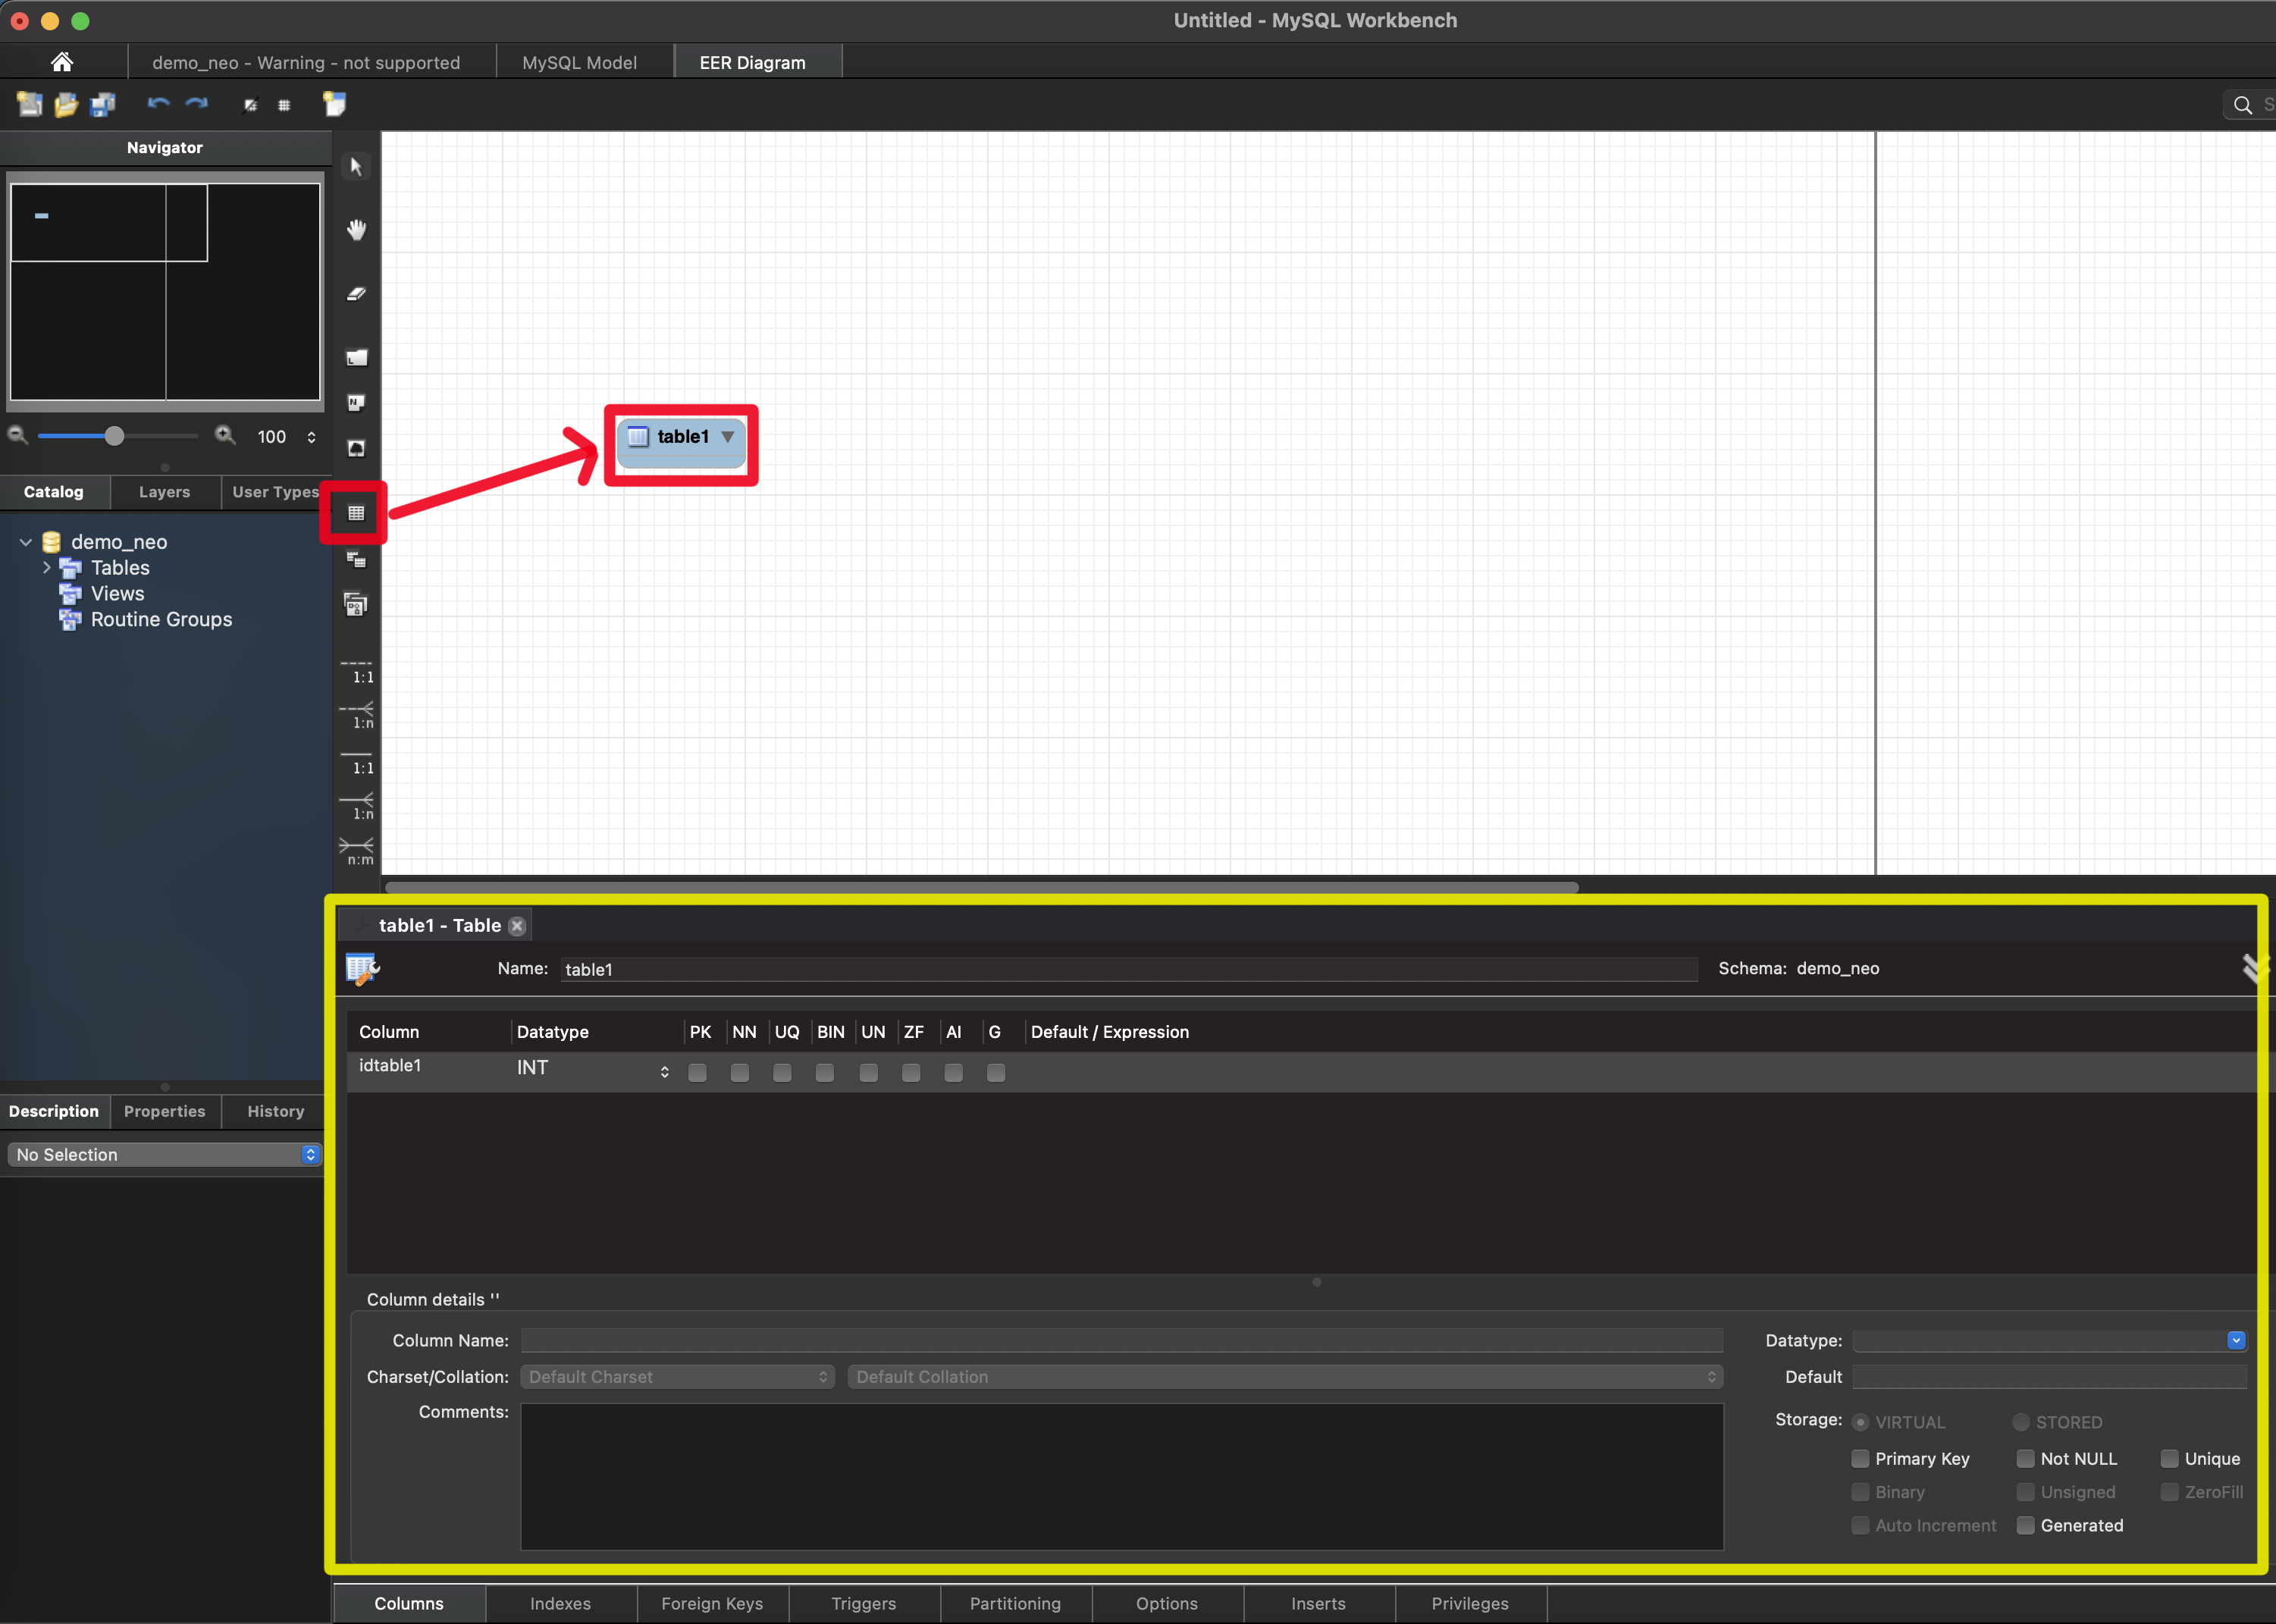 Untitled - MySQL Workbench
demo_neo - Warning - not supported
MySQL Model
EER Diagram
S
Navigator
100
Catalog
Layers
User Types
demo_neo
Tables
Views
Routine Groups
N
1:1
1:n
1:1
1:n
n:m
table1
Description
Properties
History
No Selection
table1 - Table
Name: table1
Schema: demo_neo
Column Datatype PK NN UQ BIN UN ZF AI G Default / Expression
idtable1 INT
Column details ''
Column Name:
Datatype:
Charset/Collation: Default Charset Default Collation
Default
Comments:
Storage: VIRTUAL STORED
Primary Key Not NULL Unique
Binary Unsigned ZeroFill
Auto Increment Generated
Columns Indexes Foreign Keys Triggers Partitioning Options Inserts Privileges